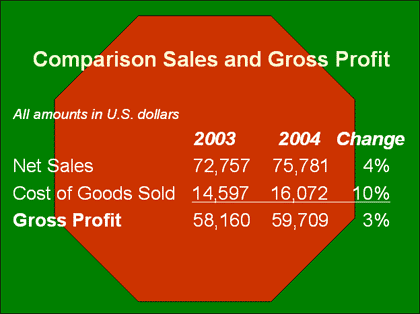 Comparison Sales and Gross Profit
All amounts in U.S. dollars
2003 2004 Change
Net Sales 72,757 75,781 4%
Cost of Goods Sold 14,597 16,072 10%
Gross Profit 58,160 59,709 3%